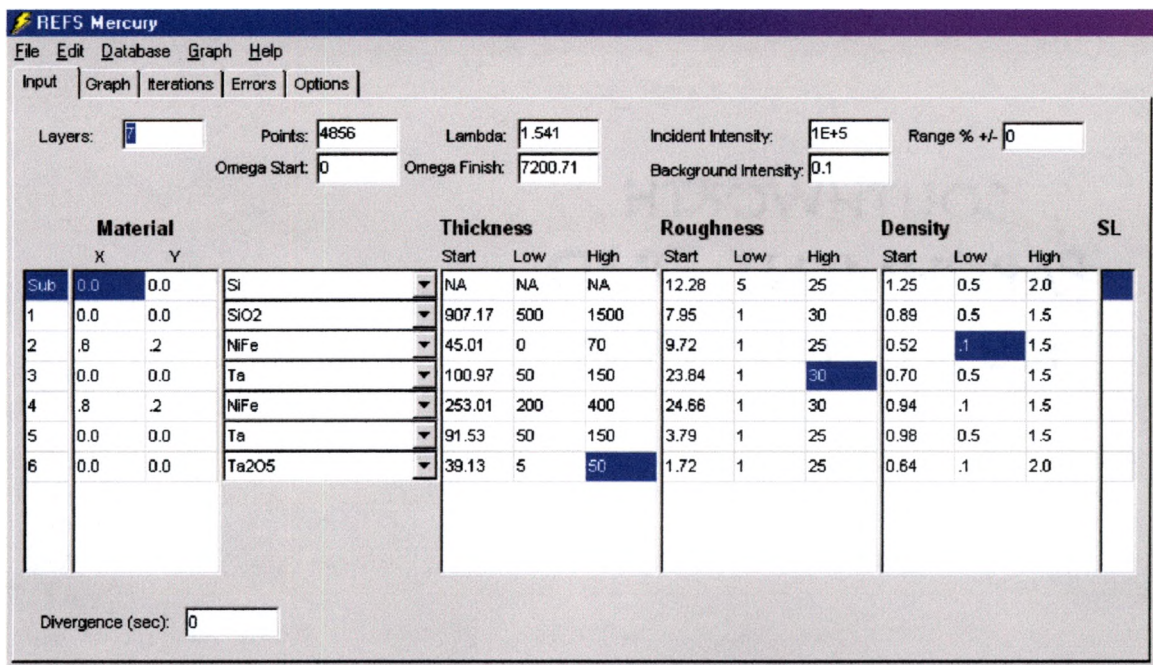 REFS Mercury
File Edit Database Graph Help
Input Graph Iterations Errors Options
Layers: 7 Points: 4856 Lambda: 1.541 Incident Intensity: 1E+5 Range % +/- 0
Omega Start: 0 Omega Finish: 7200.71 Background Intensity: 0.1
Material Thickness Roughness Density SL
X Y Start Low High Start Low High Start Low High
Sub 0.0 0.0 Si NA NA NA 12.28 5 25 1.25 0.5 2.0
1 0.0 0.0 SiO2 907.17 500 1500 7.95 1 30 0.89 0.5 1.5
2 .8 .2 NiFe 45.01 0 70 9.72 1 25 0.52 .1 1.5
3 0.0 0.0 Ta 100.97 50 150 23.84 1 30 0.70 0.5 1.5
4 .8 .2 NiFe 253.01 200 400 24.66 1 30 0.94 .1 1.5
5 0.0 0.0 Ta 91.53 50 150 3.79 1 25 0.98 0.5 1.5
6 0.0 0.0 Ta2O5 39.13 5 50 1.72 1 25 0.64 .1 2.0
Divergence (sec): 0